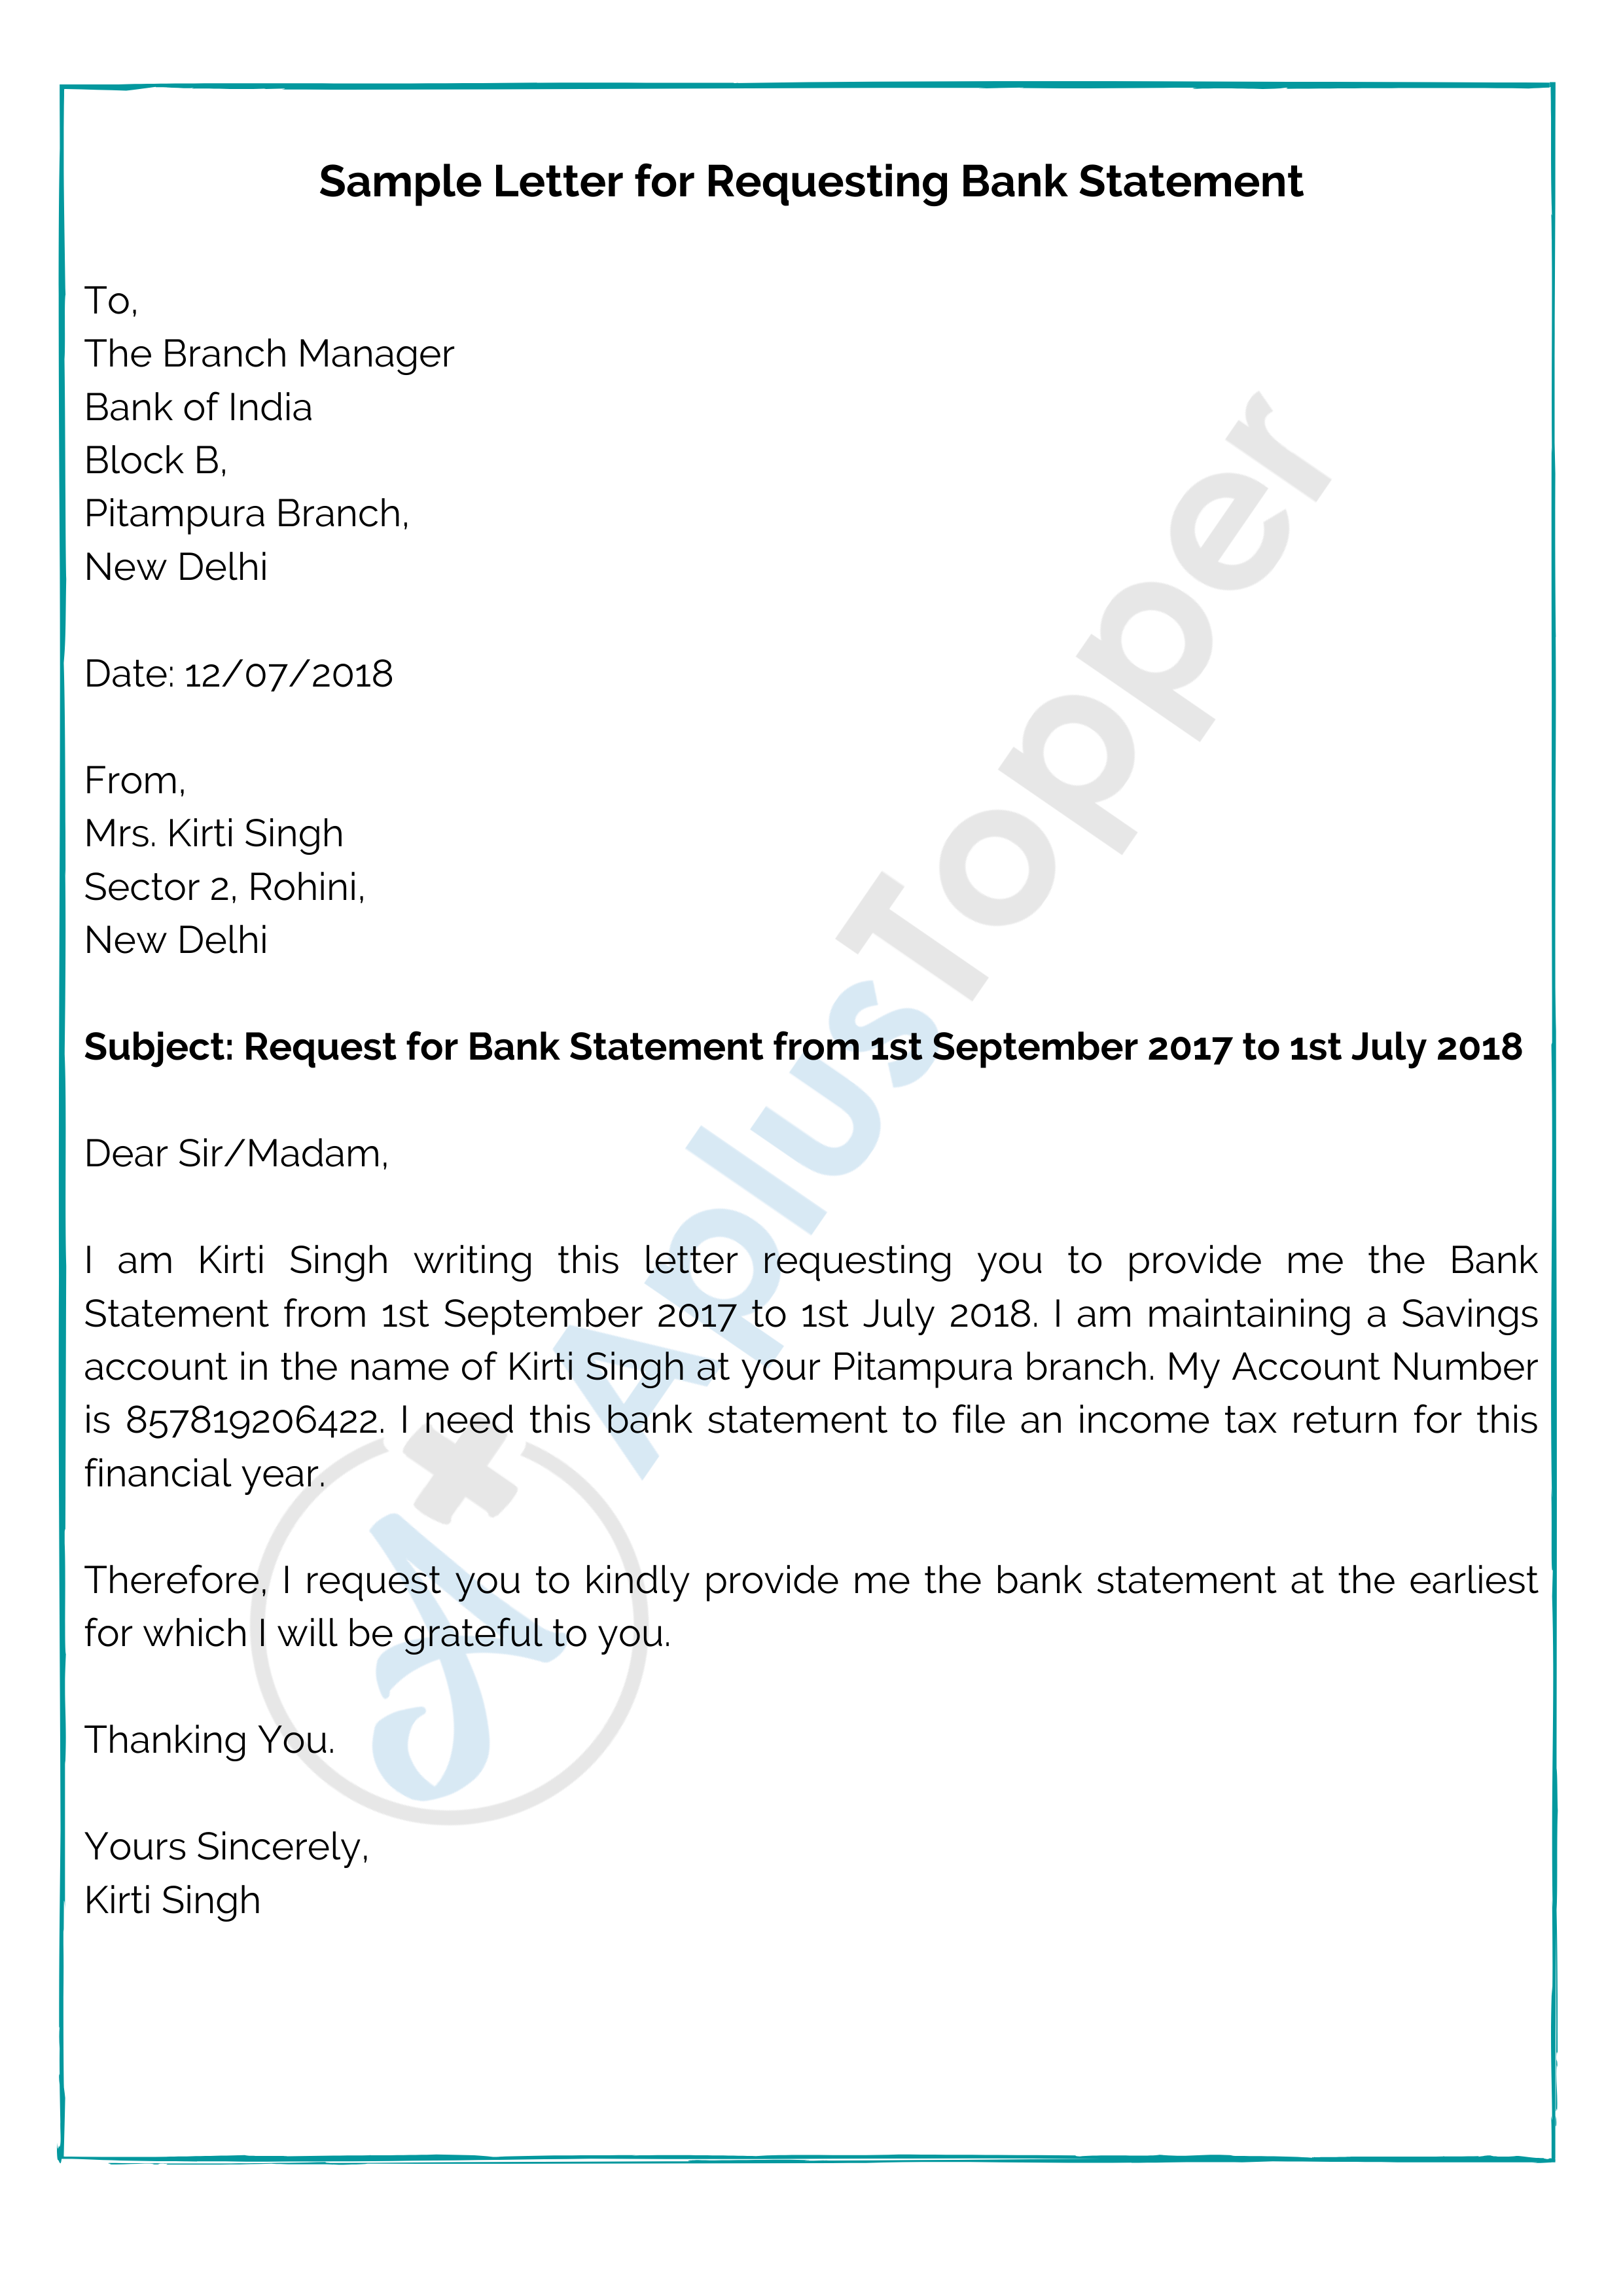 Sample Letter for Requesting Bank Statement
To,
The Branch Manager
Bank of India
Block B,
Pitampura Branch,
New Delhi
Date: 12/07/2018
From,
Mrs. Kirti Singh
Sector 2, Rohini,
New Delhi
Subject: Request for Bank Statement from 1st September 2017 to 1st July 2018
Dear Sir/Madam,
I am Kirti Singh writing this letter requesting you to provide me the Bank
Statement from 1st September 2017 to 1st July 2018. I am maintaining a Savings
account in the name of Kirti Singh at your Pitampura branch. My Account Number
is 857819206422. I need this bank statement to file an income tax return for this
financial year.
Therefore, I request you to kindly provide me the bank statement at the earliest
for which I will be grateful to you.
Thanking You.
Yours Sincerely,
Kirti Singh
A+ AplusTopper